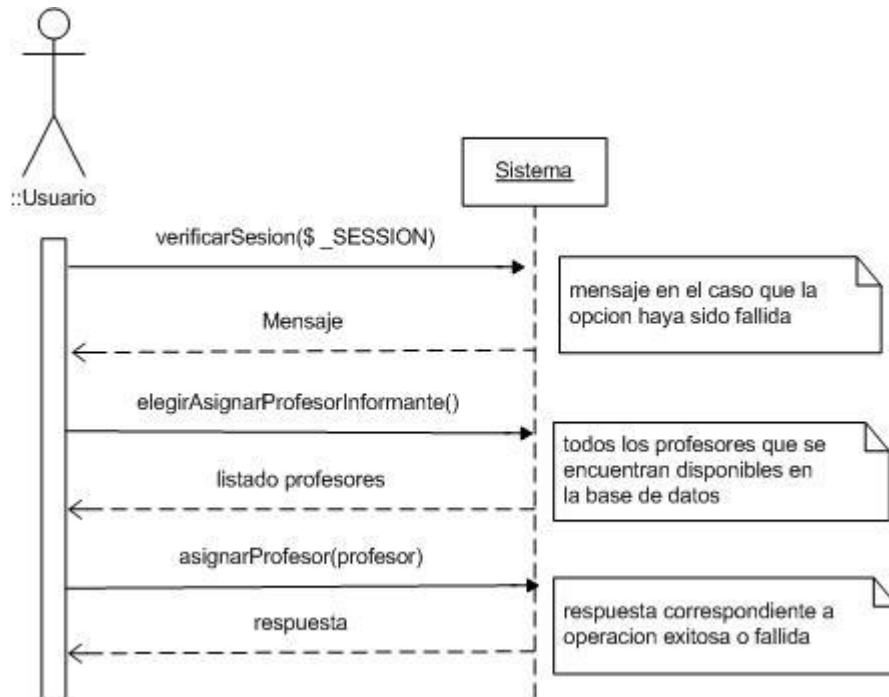 ::Usuario
Sistema
verificarSesion($ _SESSION)
mensaje en el caso que la
opcion haya sido fallida
Mensaje
elegirAsignarProfesorInformante()
todos los profesores que se
encuentran disponibles en
la base de datos
listado profesores
asignarProfesor(profesor)
respuesta correspondiente a
operacion exitosa o fallida
respuesta